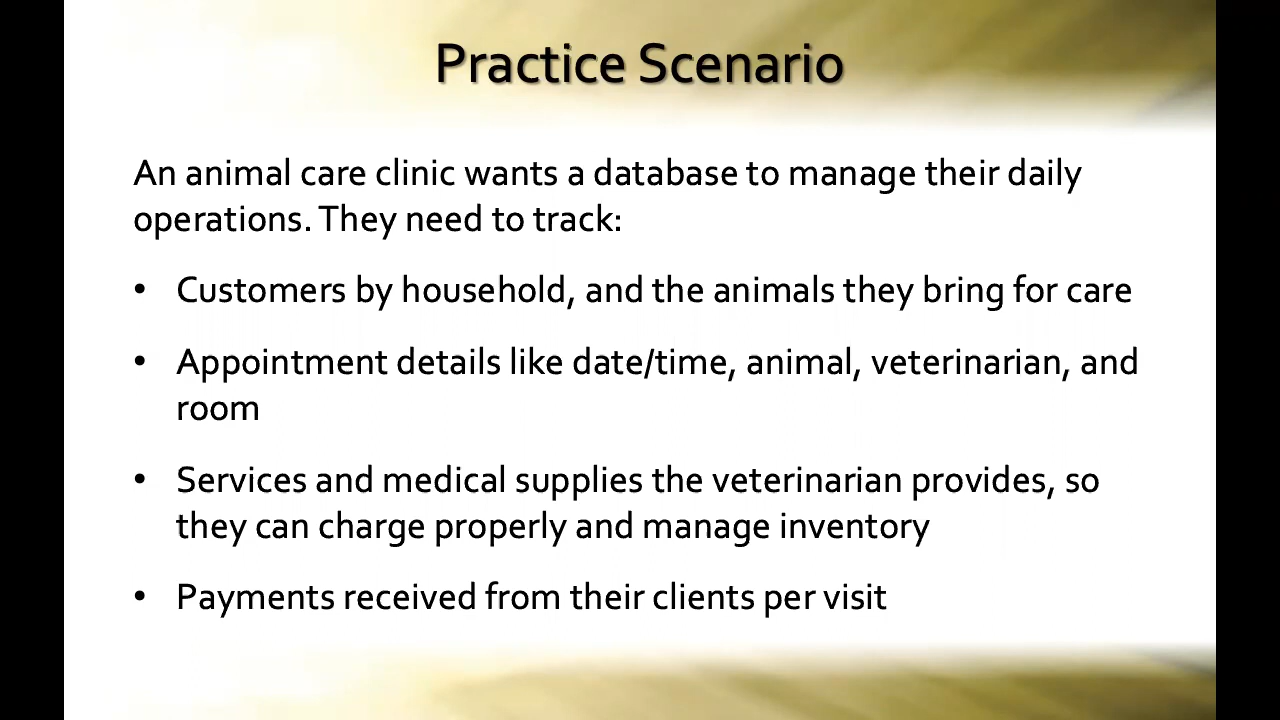 Practice Scenario
An animal care clinic wants a database to manage their daily
operations. They need to track:
• Customers by household, and the animals they bring for care
• Appointment details like date/time, animal, veterinarian, and
room
• Services and medical supplies the veterinarian provides, so
they can charge properly and manage inventory
• Payments received from their clients per visit